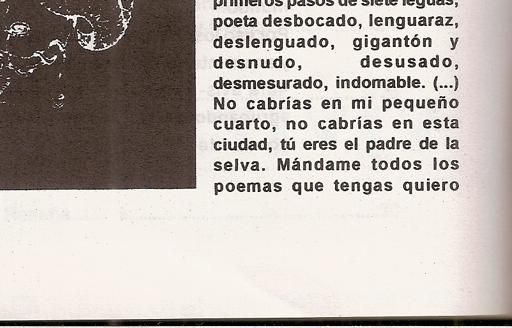 primeros pasos de siete leguas,
poeta desbocado, lenguaraz,
deslenguado, gigantón y
desnudo, desusado,
desmesurado, indomable. (...)
No cabrías en mi pequeño
cuarto, no cabrías en esta
ciudad, tú eres el padre de la
selva. Mándame todos los
poemas que tengas quiero